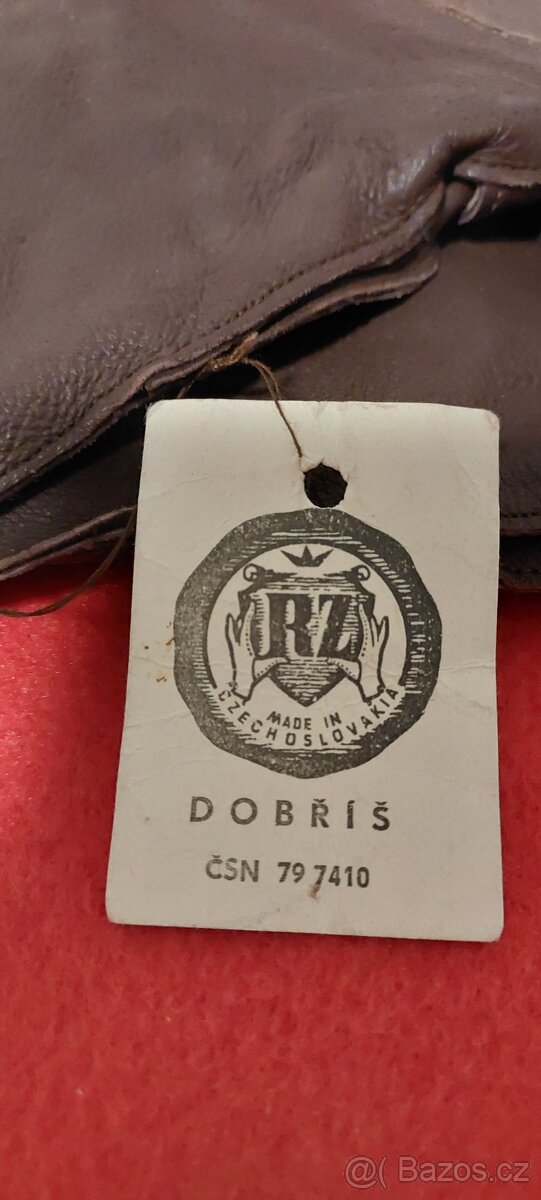 RZ
MADE IN
CZECHOSLOVAKIA
DOBŘÍŠ
ČSN 79 7410
@( Bazos.cz